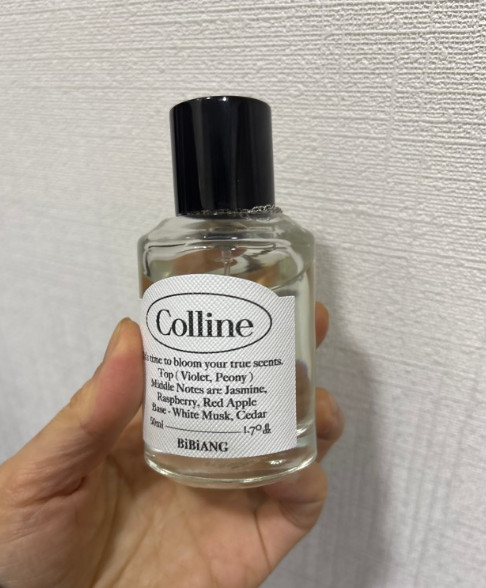 Colline
time to bloom your true scents.
Top ( Violet, Peony )
Middle Notes are Jasmine,
Raspberry, Red Apple
Base - White Musk, Cedar
50ml 1.70
BiBiANG